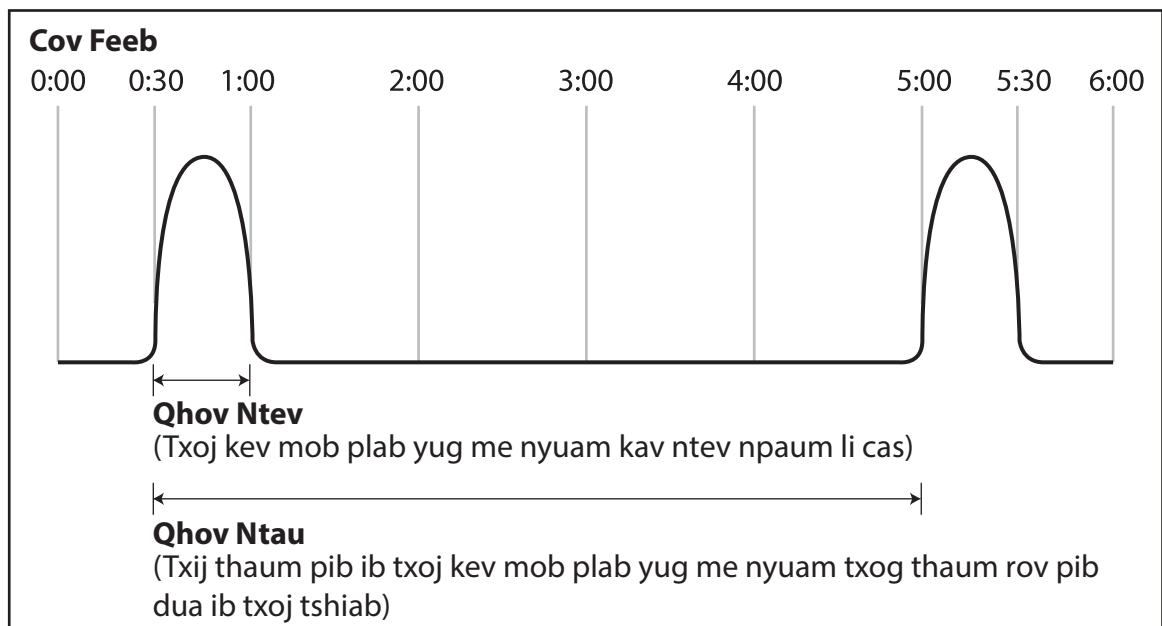 Cov Feeb
0:00 0:30 1:00 2:00 3:00 4:00 5:00 5:30 6:00
Qhov Ntev
(Txoj kev mob plab yug me nyuam kav ntev npaum li cas)
Qhov Ntau
(Txij thaum pib ib txoj kev mob plab yug me nyuam txog thaum rov pib
dua ib txoj tshiab)